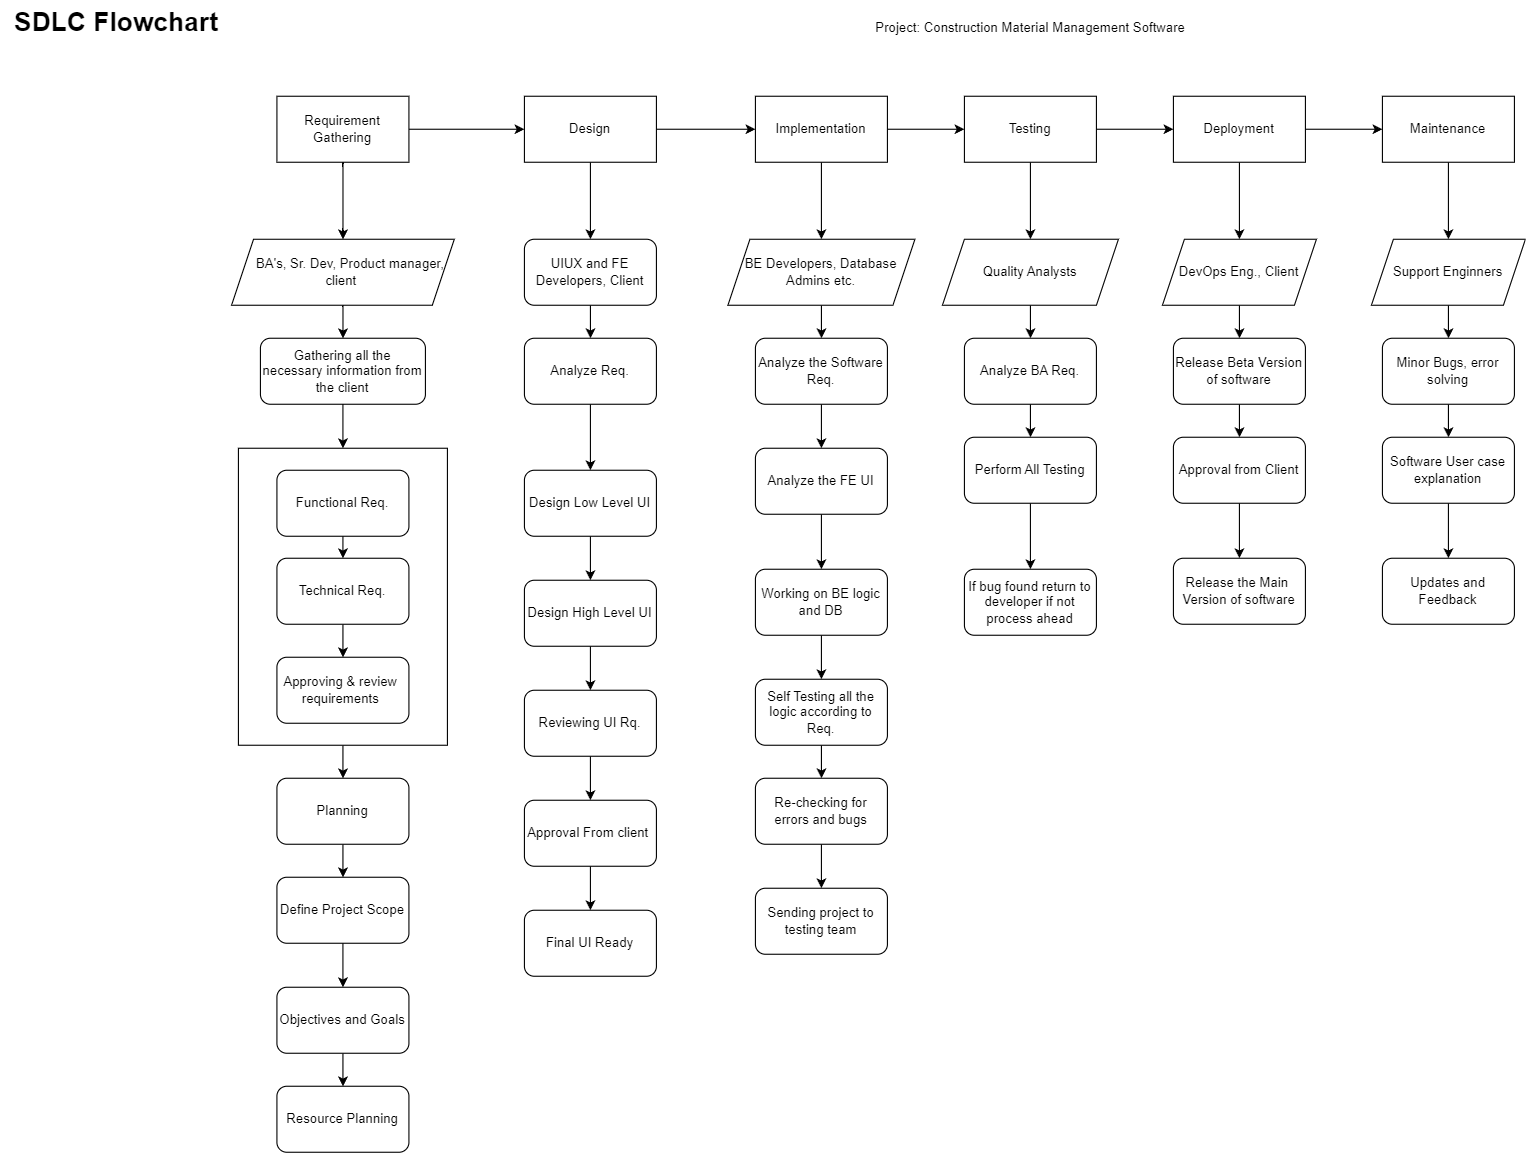 SDLC Flowchart
Project: Construction Material Management Software
Requirement
Gathering
Design
Implementation
Testing
Deployment
Maintenance
BA's, Sr. Dev, Product manager,
client
Gathering all the
necessary information from
the client
Functional Req.
Technical Req.
Approving & review
requirements
Planning
Define Project Scope
Objectives and Goals
Resource Planning
UIUX and FE
Developers, Client
Analyze Req.
Design Low Level UI
Design High Level UI
Reviewing UI Rq.
Approval From client
Final UI Ready
BE Developers, Database
Admins etc.
Analyze the Software
Req.
Analyze the FE UI
Working on BE logic
and DB
Self Testing all the
logic according to
Req.
Re-checking for
errors and bugs
Sending project to
testing team
Quality Analysts
Analyze BA Req.
Perform All Testing
If bug found return to
developer if not
process ahead
DevOps Eng., Client
Release Beta Version
of software
Approval from Client
Release the Main
Version of software
Support Enginners
Minor Bugs, error
solving
Software User case
explanation
Updates and
Feedback